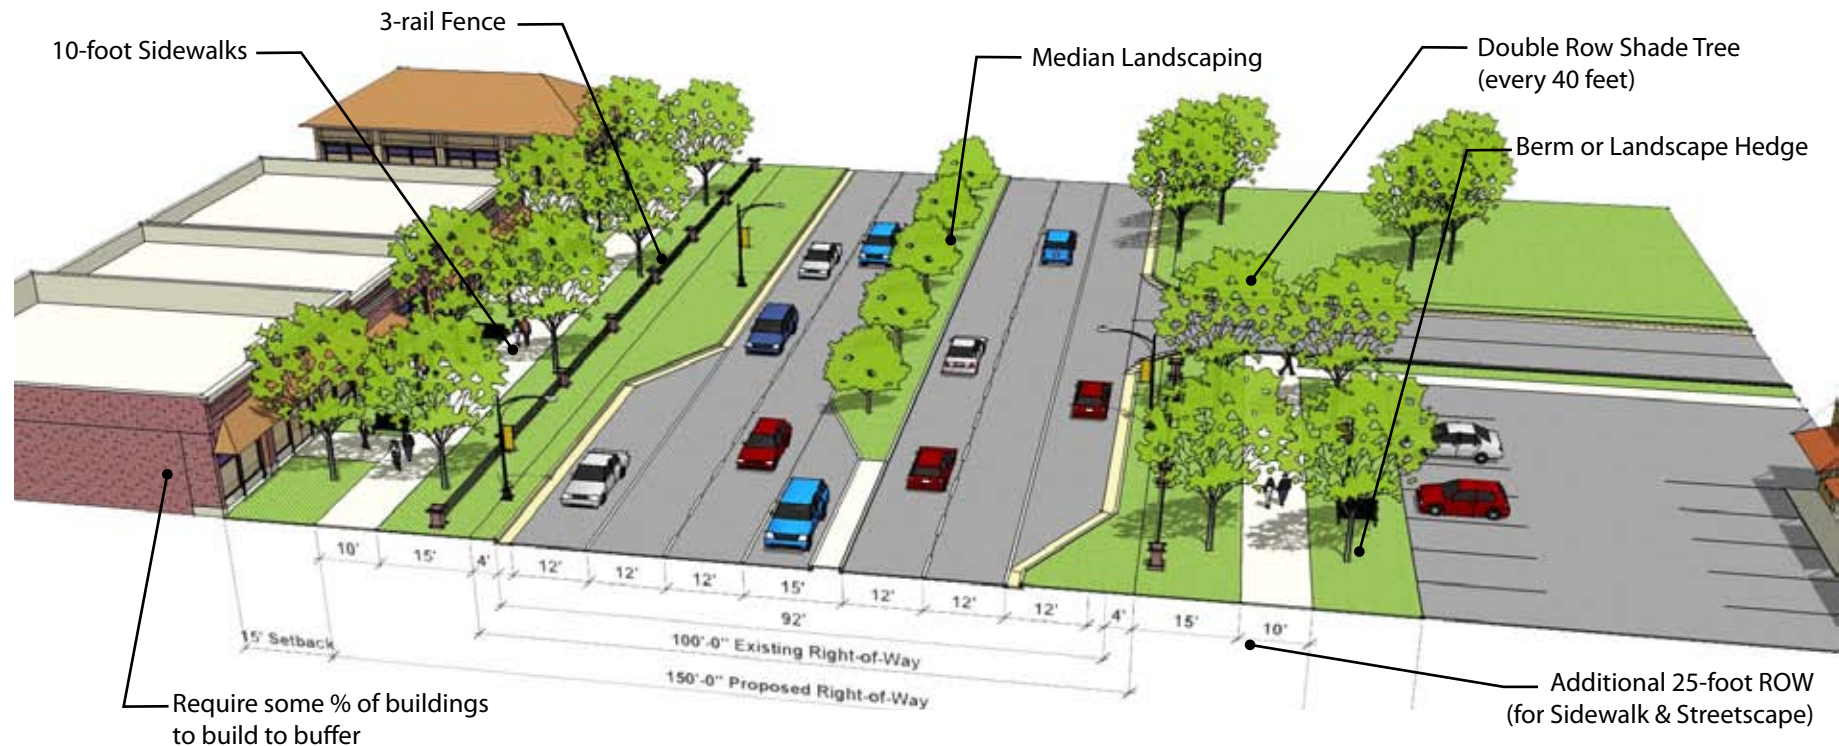 3-rail Fence
10-foot Sidewalks
Median Landscaping
Double Row Shade Tree
(every 40 feet)
Berm or Landscape Hedge
10' 15' 4' 12' 12' 12' 15' 12' 12' 12' 4' 15' 10'
92'
100'-0" Existing Right-of-Way
15' Setback
150'-0" Proposed Right-of-Way
Require some % of buildings
to build to buffer
Additional 25-foot ROW
(for Sidewalk & Streetscape)